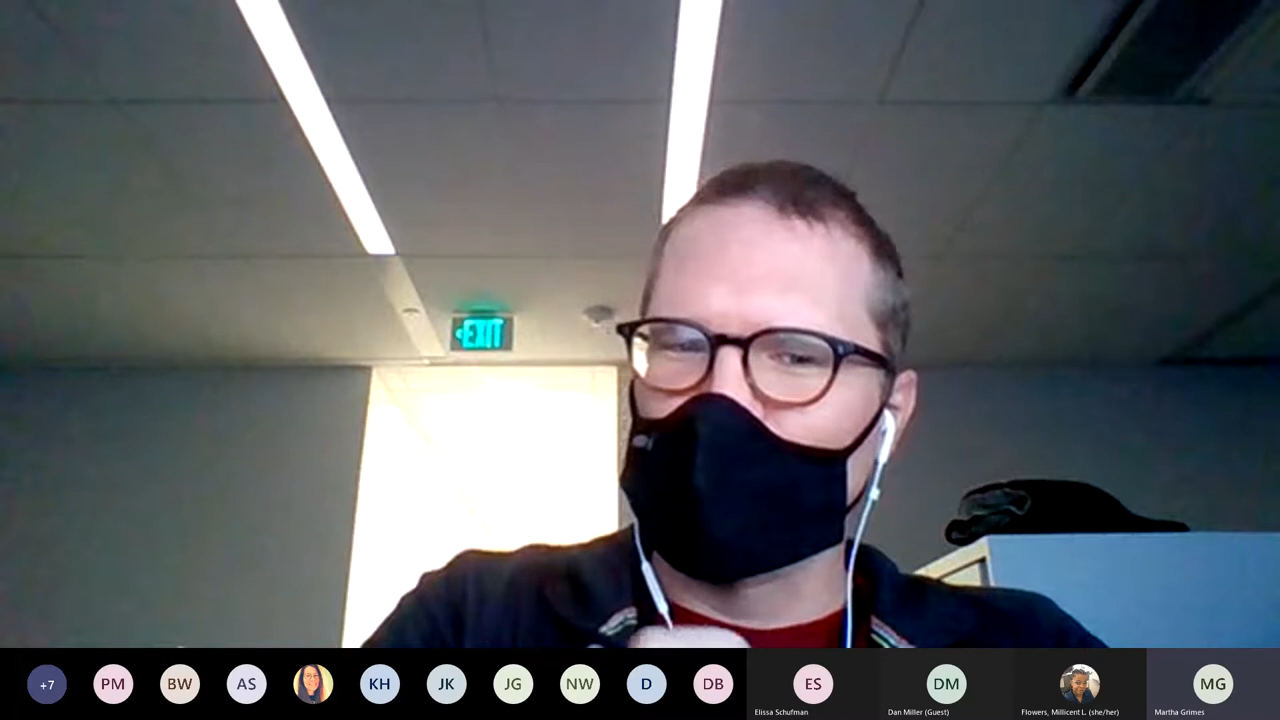 EXIT
+7
PM
BW
AS
KH
JK
JG
NW
D
DB
ES
DM
MG
Elissa Schufman
Dan Miller (Guest)
Flowers, Millicent L. (she/her)
Martha Grimes